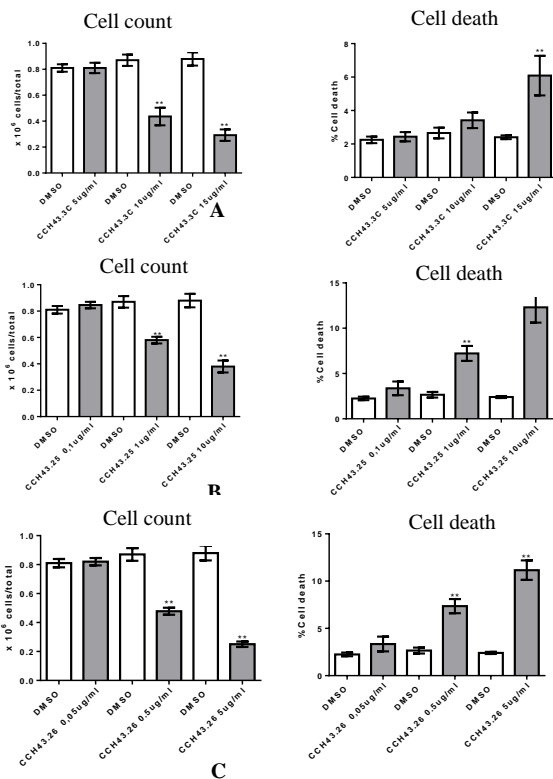 Cell count
x 10⁶ cells/total
1.0
0.8
0.6
0.4
0.2
0.0
**
**
DMSO
CCH43.3C 5ug/ml
DMSO
CCH43.3C 10ug/ml
DMSO
CCH43.3C 15ug/ml
Cell death
%Cell death
8
6
4
2
0
**
DMSO
CCH43.3C 5ug/ml
DMSO
CCH43.3C 10ug/ml
DMSO
CCH43.3C 15ug/ml
A
Cell count
x 10⁶ cells/total
1.0
0.8
0.6
0.4
0.2
0.0
**
**
DMSO
CCH43.25 0,1ug/ml
DMSO
CCH43.25 1ug/ml
DMSO
CCH43.25 10ug/ml
Cell death
%Cell death
15
10
5
0
**
DMSO
CCH43.25 0,1ug/ml
DMSO
CCH43.25 1ug/ml
DMSO
CCH43.25 10ug/ml
B
Cell count
x 10⁶ cells/total
1.0
0.8
0.6
0.4
0.2
0.0
**
**
DMSO
CCH43.26 0,05ug/ml
DMSO
CCH43.26 0.5ug/ml
DMSO
CCH43.26 5ug/ml
Cell death
%Cell death
15
10
5
0
**
**
DMSO
CCH43.26 0,05ug/ml
DMSO
CCH43.26 0.5ug/ml
DMSO
CCH43.26 5ug/ml
C